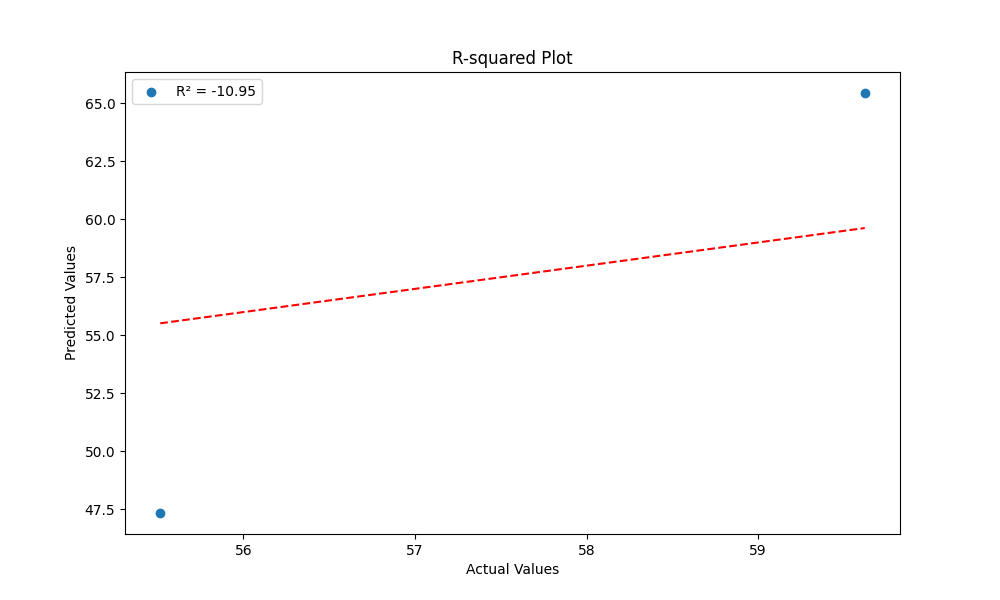 R-squared Plot
R² = -10.95
65.0
62.5
60.0
57.5
55.0
52.5
50.0
47.5
Predicted Values
56 57 58 59
Actual Values